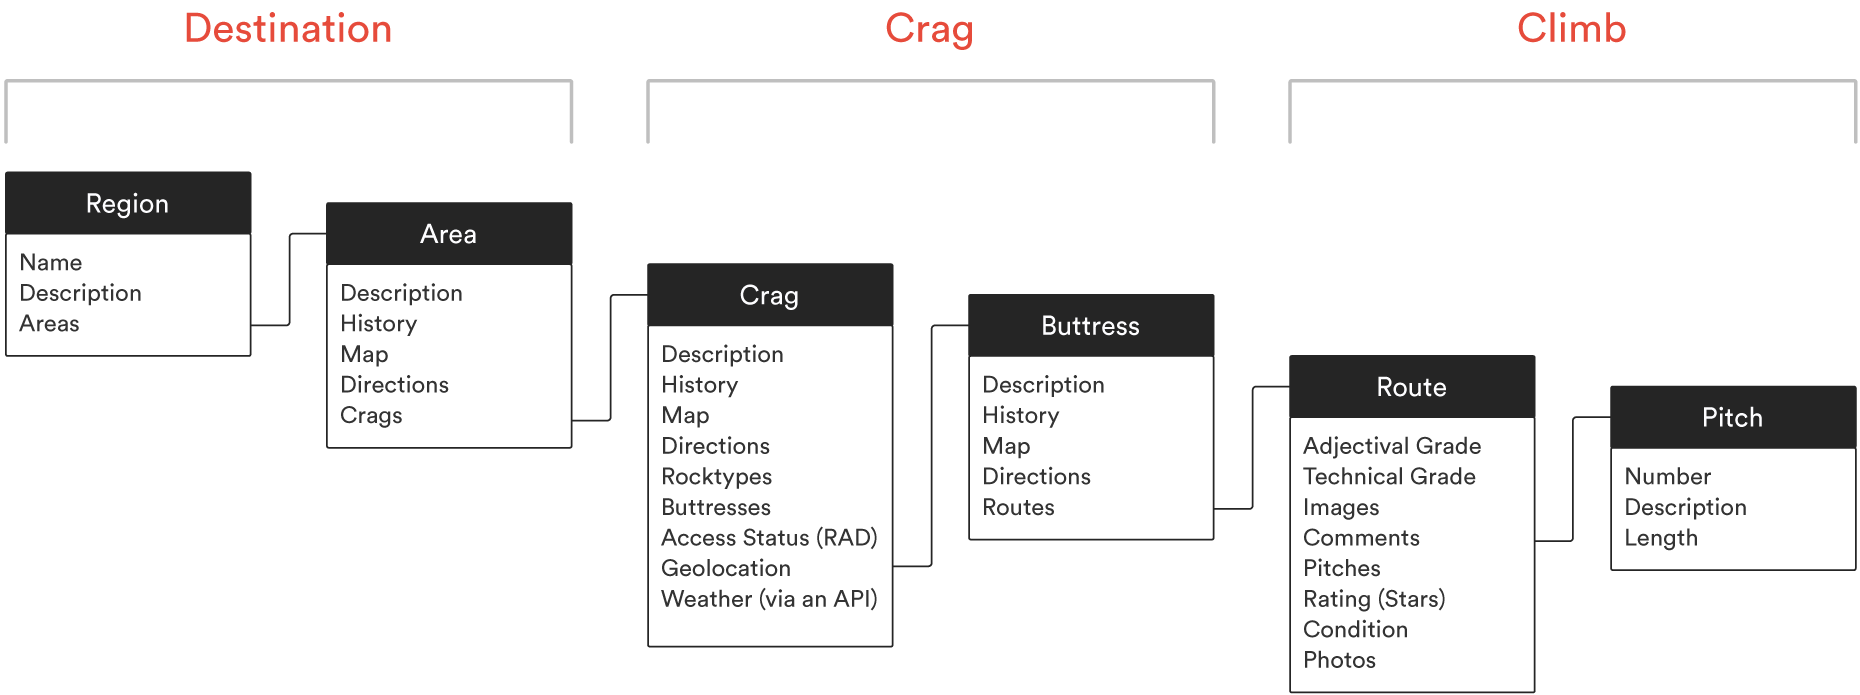 Destination
Crag
Climb
Region
Name
Description
Areas
Area
Description
History
Map
Directions
Crags
Crag
Description
History
Map
Directions
Rocktypes
Buttresses
Access Status (RAD)
Geolocation
Weather (via an API)
Buttress
Description
History
Map
Directions
Routes
Route
Adjectival Grade
Technical Grade
Images
Comments
Pitches
Rating (Stars)
Condition
Photos
Pitch
Number
Description
Length